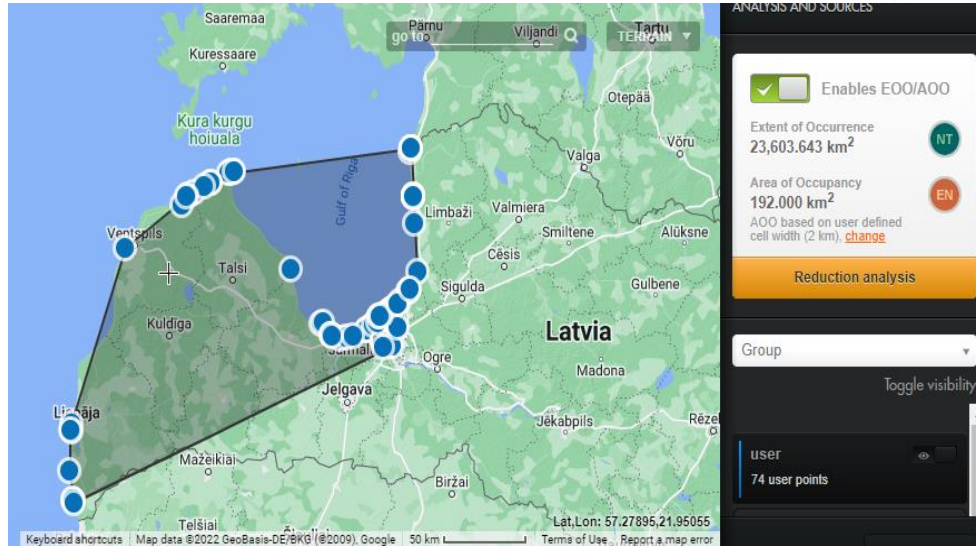 Saaremaa
Kuressaare
Kura kurgu
hoiuala
Pärnu
Viljandi
Tartu
go to
TERRAIN
Otepää
Valga
Võru
Gulf of Riga
Limbaži
Valmiera
Smiltene
Alūksne
Ventspils
Talsi
Cēsis
Sigulda
Gulbene
Kuldīga
Latvia
Ogre
Madona
Jelgava
Jēkabpils
Mažeikiai
Biržai
Telšiai
Lat,Lon: 57.27895,21.95055
Keyboard shortcuts
Map data ©2022 GeoBasis-DE/BKG (©2009), Google
50 km
Terms of Use
Report a map error
ANALYSIS AND SOURCES
Enables EOO/AOO
Extent of Occurrence
23,603.643 km²
NT
Area of Occupancy
192.000 km²
EN
AOO based on user defined
cell width (2 km), change
Reduction analysis
Group
Toggle visibility
user
74 user points